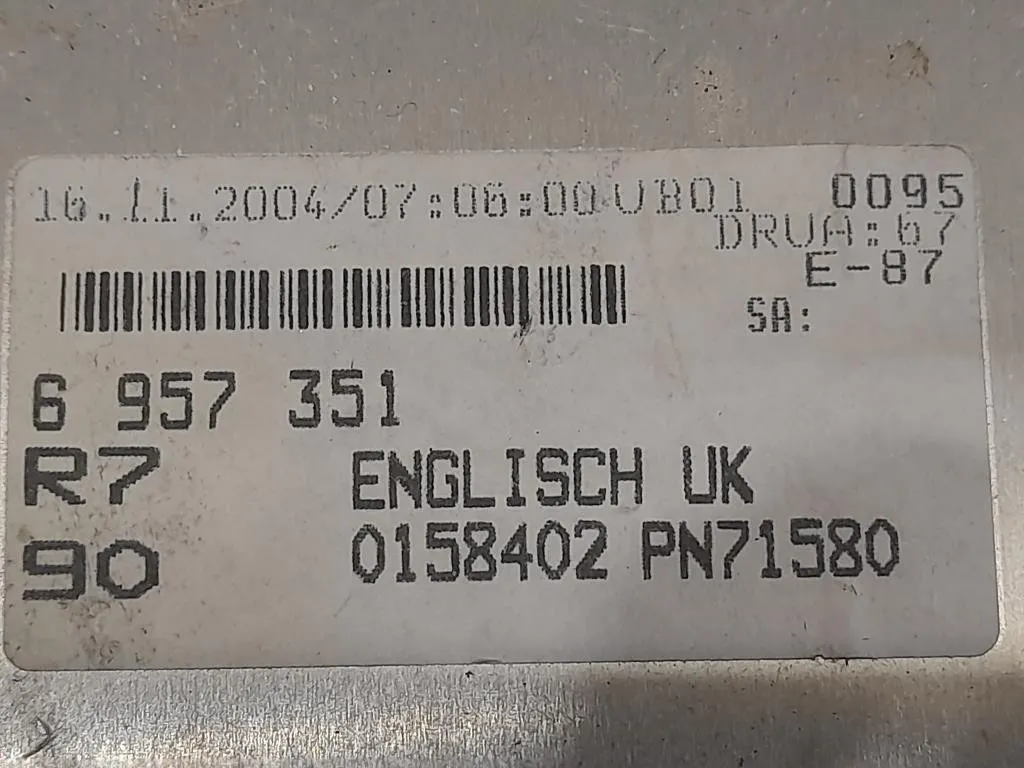 16.11.2004/07:06:00 VB01 0095
DRVA:67
E-87
SA:
6 957 351
R7 ENGLISCH UK
90 0158402 PN71580